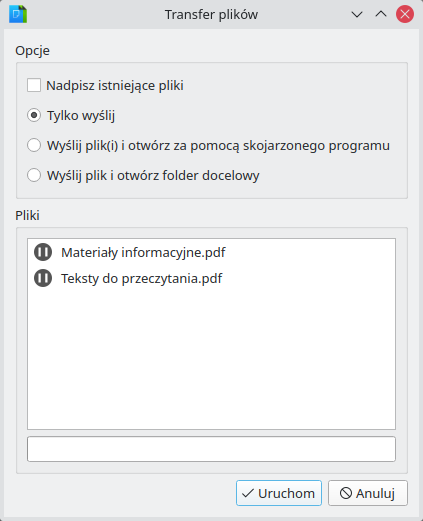 Transfer plików
Opcje
Nadpisz istniejące pliki
Tylko wyślij
Wyślij plik(i) i otwórz za pomocą skojarzonego programu
Wyślij plik i otwórz folder docelowy
Pliki
Materiały informacyjne.pdf
Teksty do przeczytania.pdf
Uruchom
Anuluj